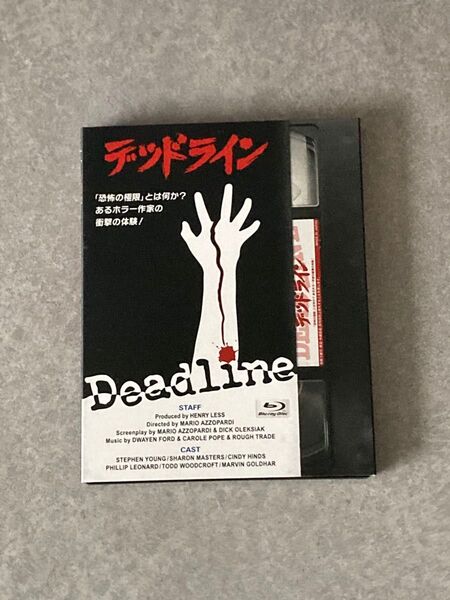 デッドライン
「恐怖の極限」とは何か?
あるホラー作家の
衝撃の体験!
Deadline
デッドライン
STAFF
Blu-ray Disc
Produced by HENRY LESS
Directed by MARIO AZZOPARDI
Screenplay by MARIO AZZOPARDI & DICK OLEKSIAK
Music by DWAYEN FORD & CAROLE POPE & ROUGH TRADE
CAST
STEPHEN YOUNG/SHARON MASTERS/CINDY HINDS
PHILLIP LEONARD/TODD WOODCROFT/MARVIN GOLDHAR